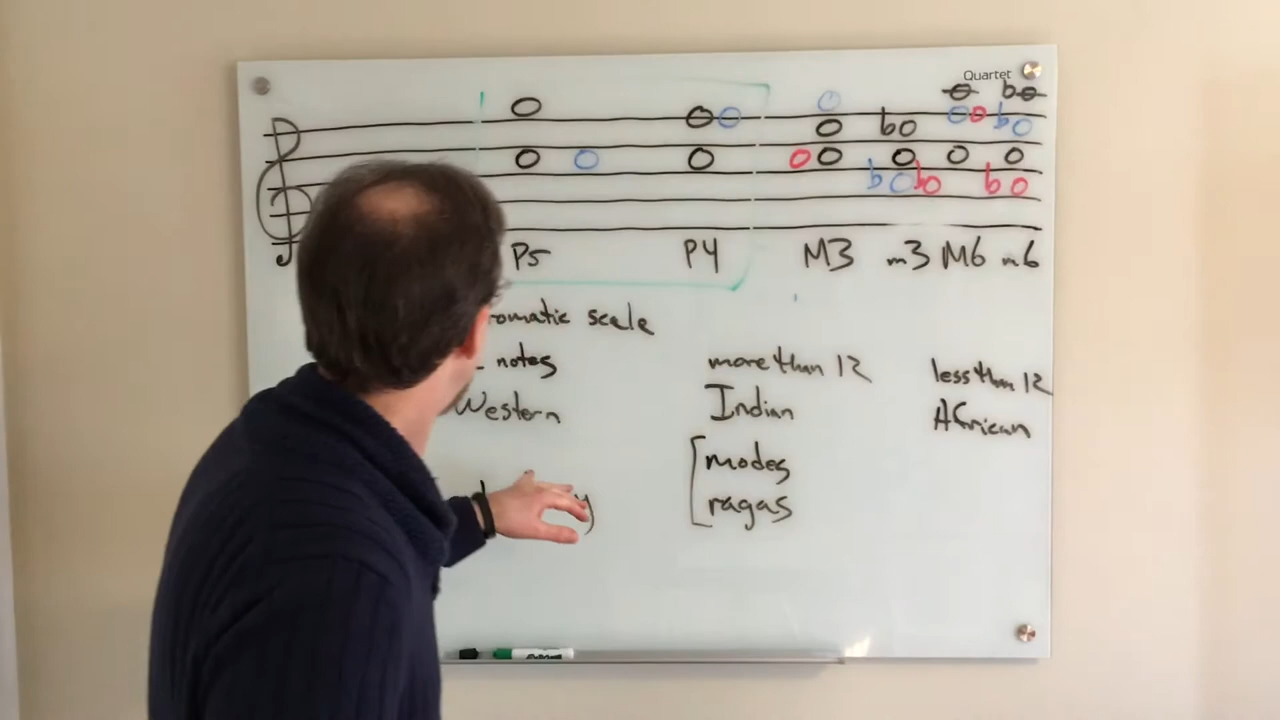 Quartet
P5 P4 M3 m3 M6 m6
scale
notes more than 12 less than 12
Western Indian African
modes
ragas